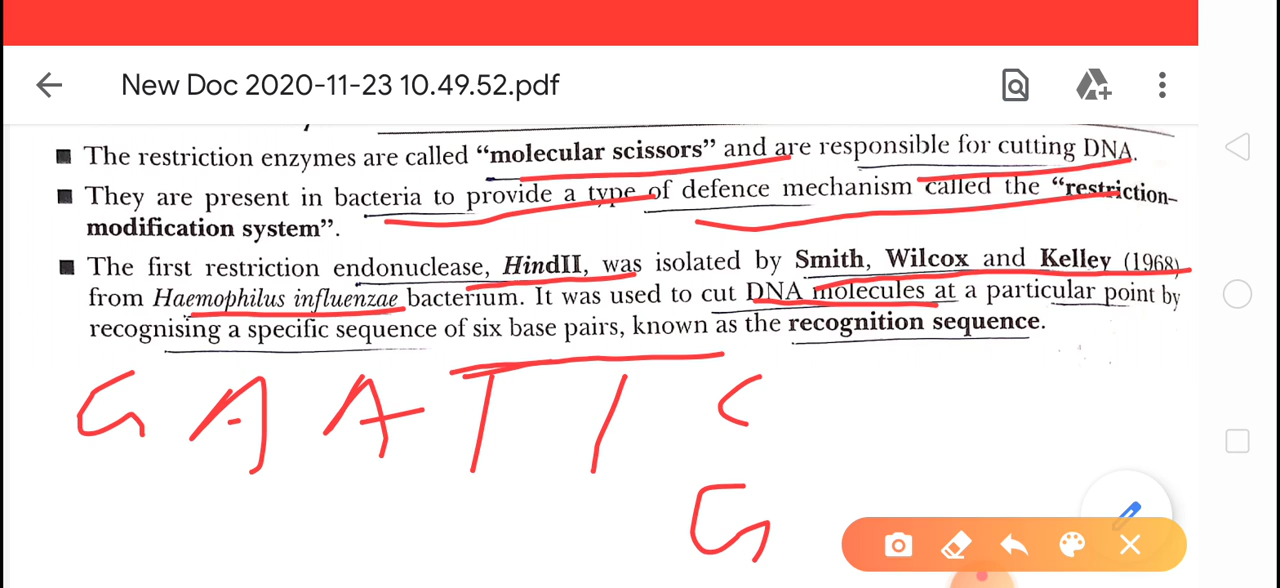 New Doc 2020-11-23 10.49.52.pdf
■ The restriction enzymes are called “molecular scissors” and are responsible for cutting DNA.
■ They are present in bacteria to provide a type of defence mechanism called the “restriction-
modification system”.
■ The first restriction endonuclease, HindII, was isolated by Smith, Wilcox and Kelley (1968)
from Haemophilus influenzae bacterium. It was used to cut DNA molecules at a particular point by
recognising a specific sequence of six base pairs, known as the recognition sequence.
G A A T T C
G